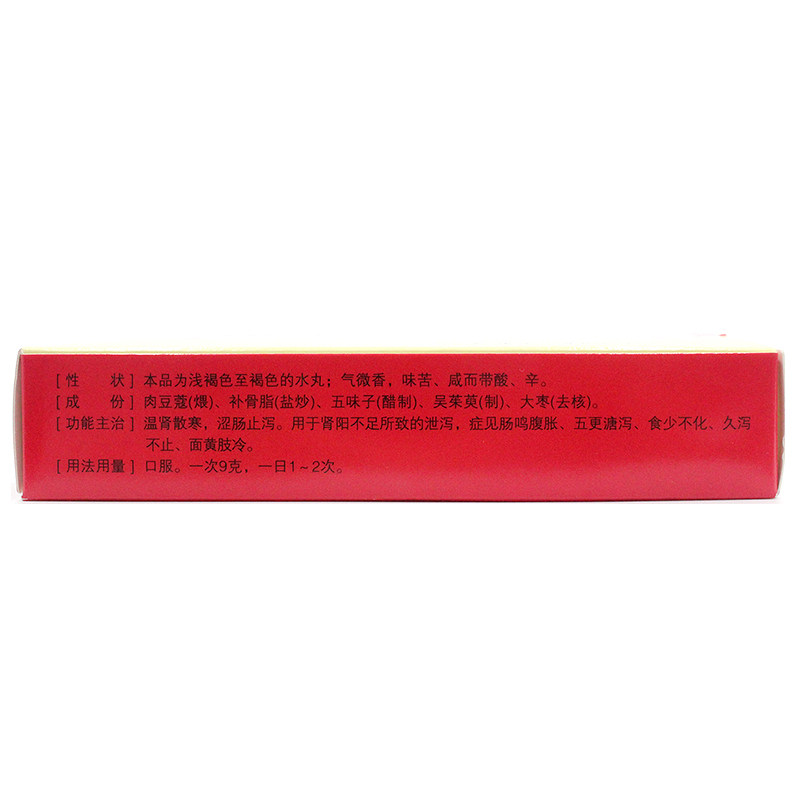 [性　　状] 本品为浅褐色至褐色的水丸；气微香，味苦、咸而带酸、辛。
[成　　份] 肉豆蔻(煨)、补骨脂(盐炒)、五味子(醋制)、吴茱萸(制)、大枣(去核)。
[功能主治] 温肾散寒，涩肠止泻。用于肾阳不足所致的泄泻，症见肠鸣腹胀、五更溏泻、食少不化、久泻
不止、面黄肢冷。
[用法用量] 口服。一次9克，一日1~2次。